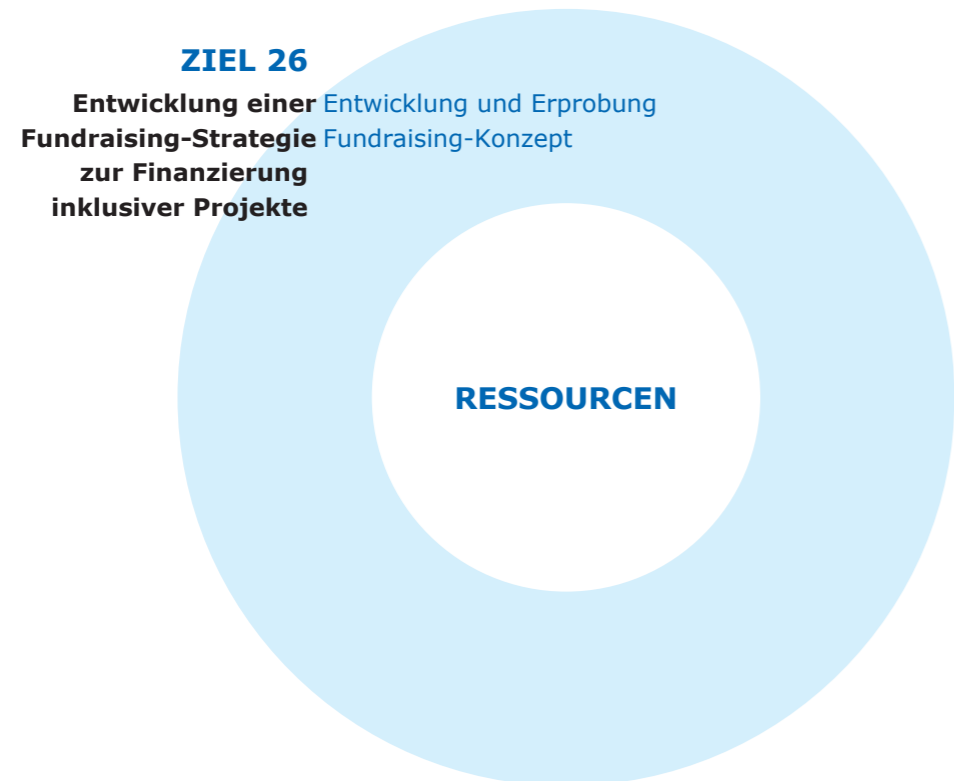 ZIEL 26
Entwicklung einer
Fundraising-Strategie
zur Finanzierung
inklusiver Projekte
Entwicklung und Erprobung
Fundraising-Konzept
RESSOURCEN